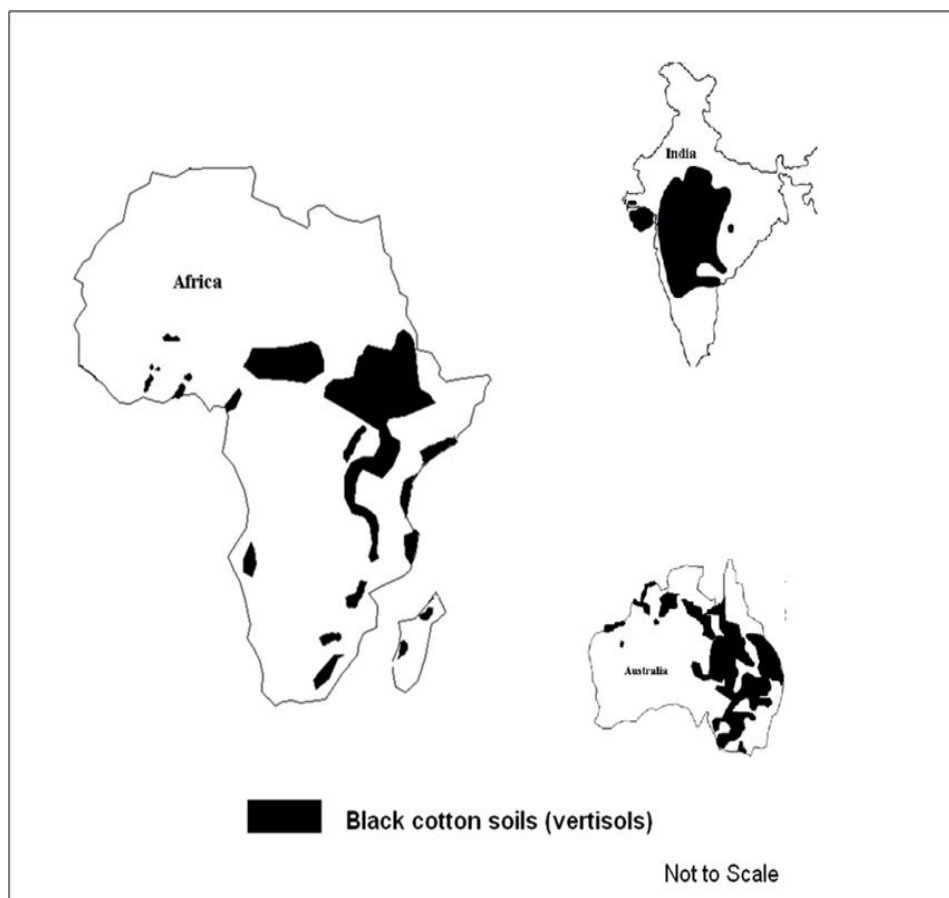 India
Africa
Australia
Black cotton soils (vertisols)
Not to Scale